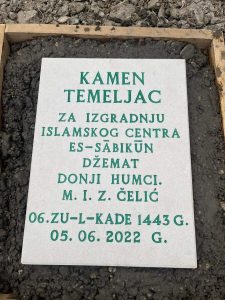 KAMEN
TEMELJAC
ZA IZGRADNJU
ISLAMSKOG CENTRA
ES-SĀBIKŪN
DŽEMAT
DONJI HUMCI.
M. I. Z. ČELIĆ
06.ZU-L-KADE 1443 G.
05. 06. 2022 G.